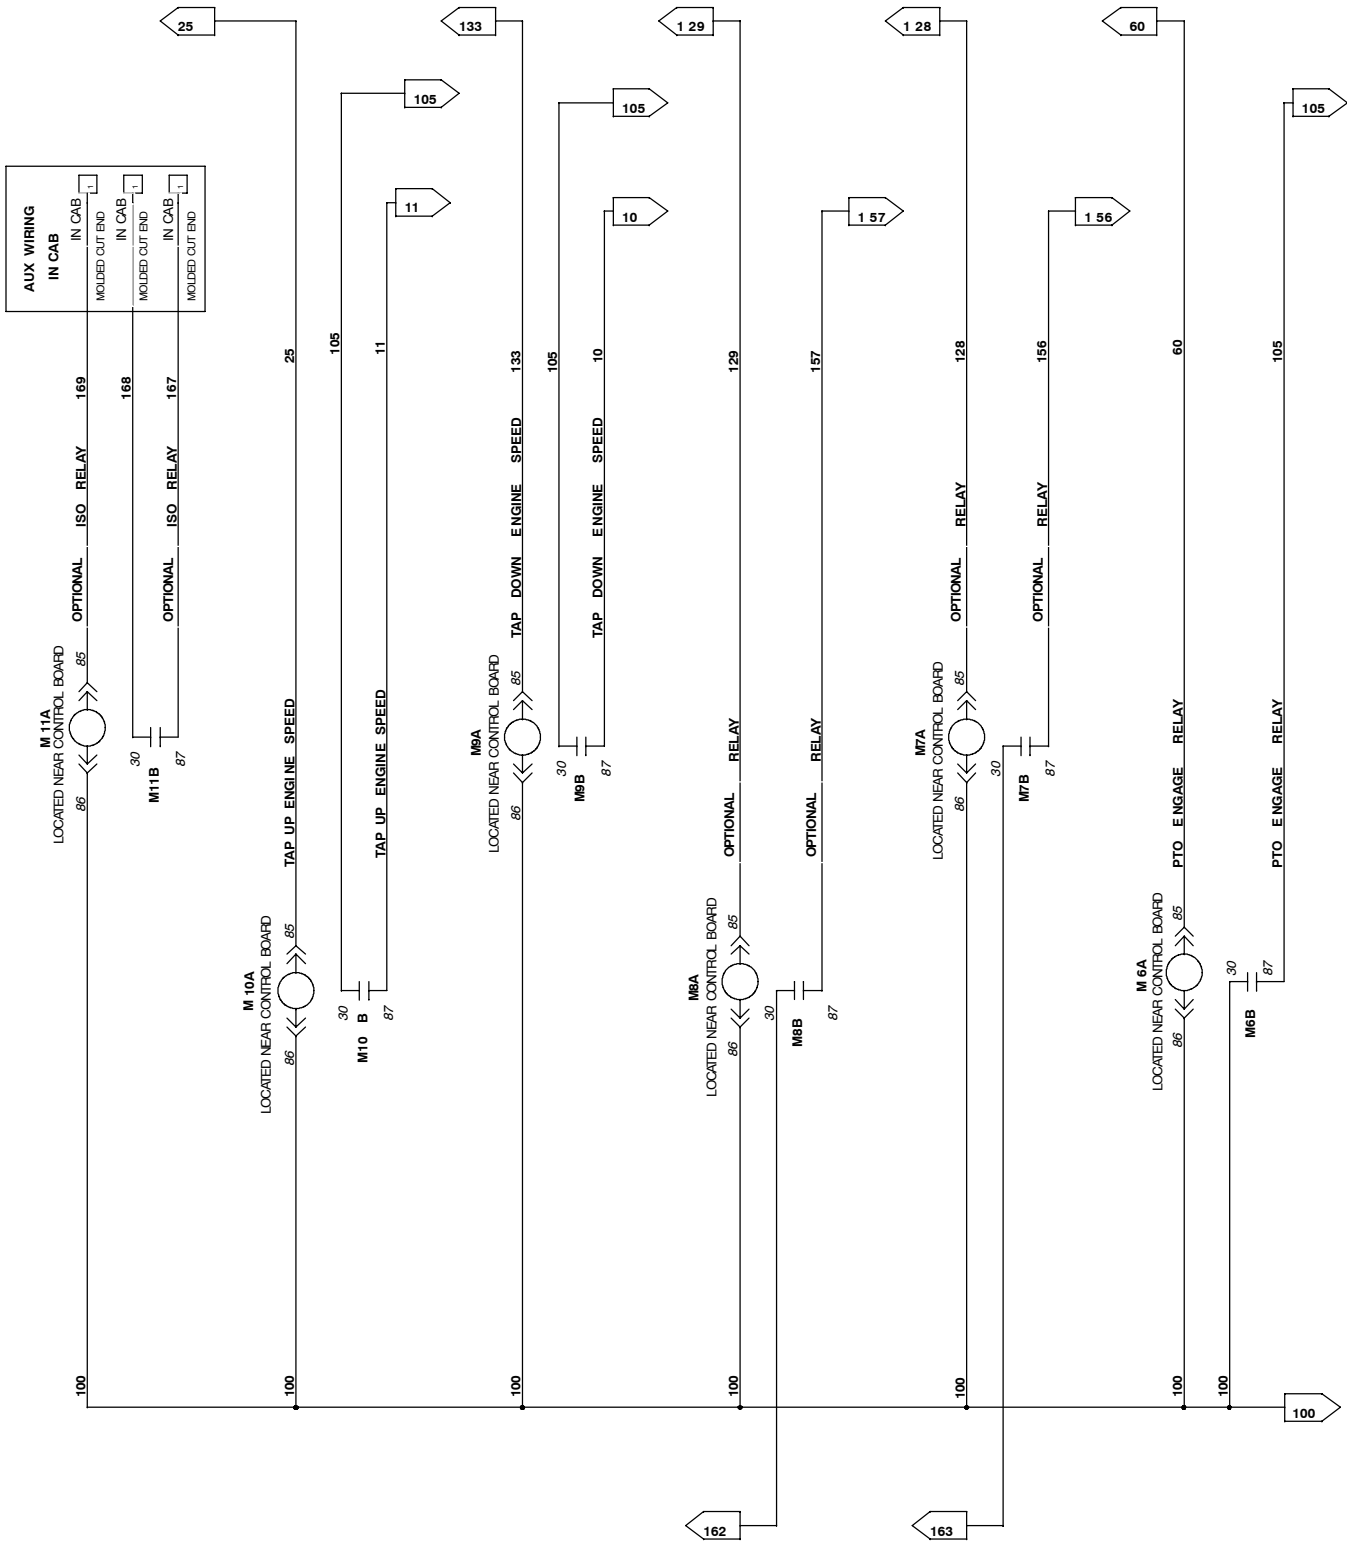 25
133
1 29
1 28
60
105
105
105
AUX WIRING
IN CAB
IN CAB
1
MOLDED CUT END
IN CAB
1
MOLDED CUT END
IN CAB
1
MOLDED CUT END
11
10
1 57
1 56
M 11A
LOCATED NEAR CONTROL BOARD
100
86
85
OPTIONAL ISO RELAY
169
30
168
M11B
87
OPTIONAL ISO RELAY
167
M 10A
LOCATED NEAR CONTROL BOARD
100
86
85
TAP UP ENGINE SPEED
25
30
105
M10 B
87
TAP UP ENGINE SPEED
11
M9A
LOCATED NEAR CONTROL BOARD
100
86
85
TAP DOWN ENGINE SPEED
133
30
105
M9B
87
TAP DOWN ENGINE SPEED
10
M8A
LOCATED NEAR CONTROL BOARD
100
86
85
OPTIONAL RELAY
129
162
30
M8B
87
OPTIONAL RELAY
157
M7A
LOCATED NEAR CONTROL BOARD
100
86
85
OPTIONAL RELAY
128
163
30
M7B
87
OPTIONAL RELAY
156
M 6A
LOCATED NEAR CONTROL BOARD
100
86
85
PTO ENGAGE RELAY
60
100
30
M6B
87
PTO ENGAGE RELAY
105
100